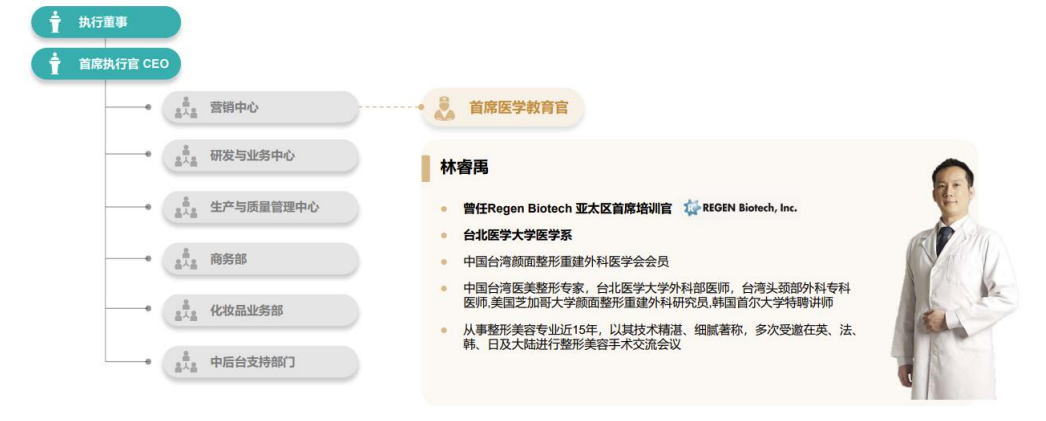 执行董事
首席执行官 CEO
营销中心
首席医学教育官
研发与业务中心
生产与质量管理中心
商务部
化妆品业务部
中后台支持部门
林睿禹
曾任Regen Biotech 亚太区首席培训官 REGEN Biotech, Inc.
台北医学大学医学系
中国台湾颜面整形重建外科医学会会员
中国台湾医美整形专家，台北医学大学外科部医师，台湾头颈部外科专科
医师,美国芝加哥大学颜面整形重建外科研究员,韩国首尔大学特聘讲师
从事整形美容专业近15年，以其技术精湛、细腻著称，多次受邀在英、法、
韩、日及大陆进行整形美容手术交流会议